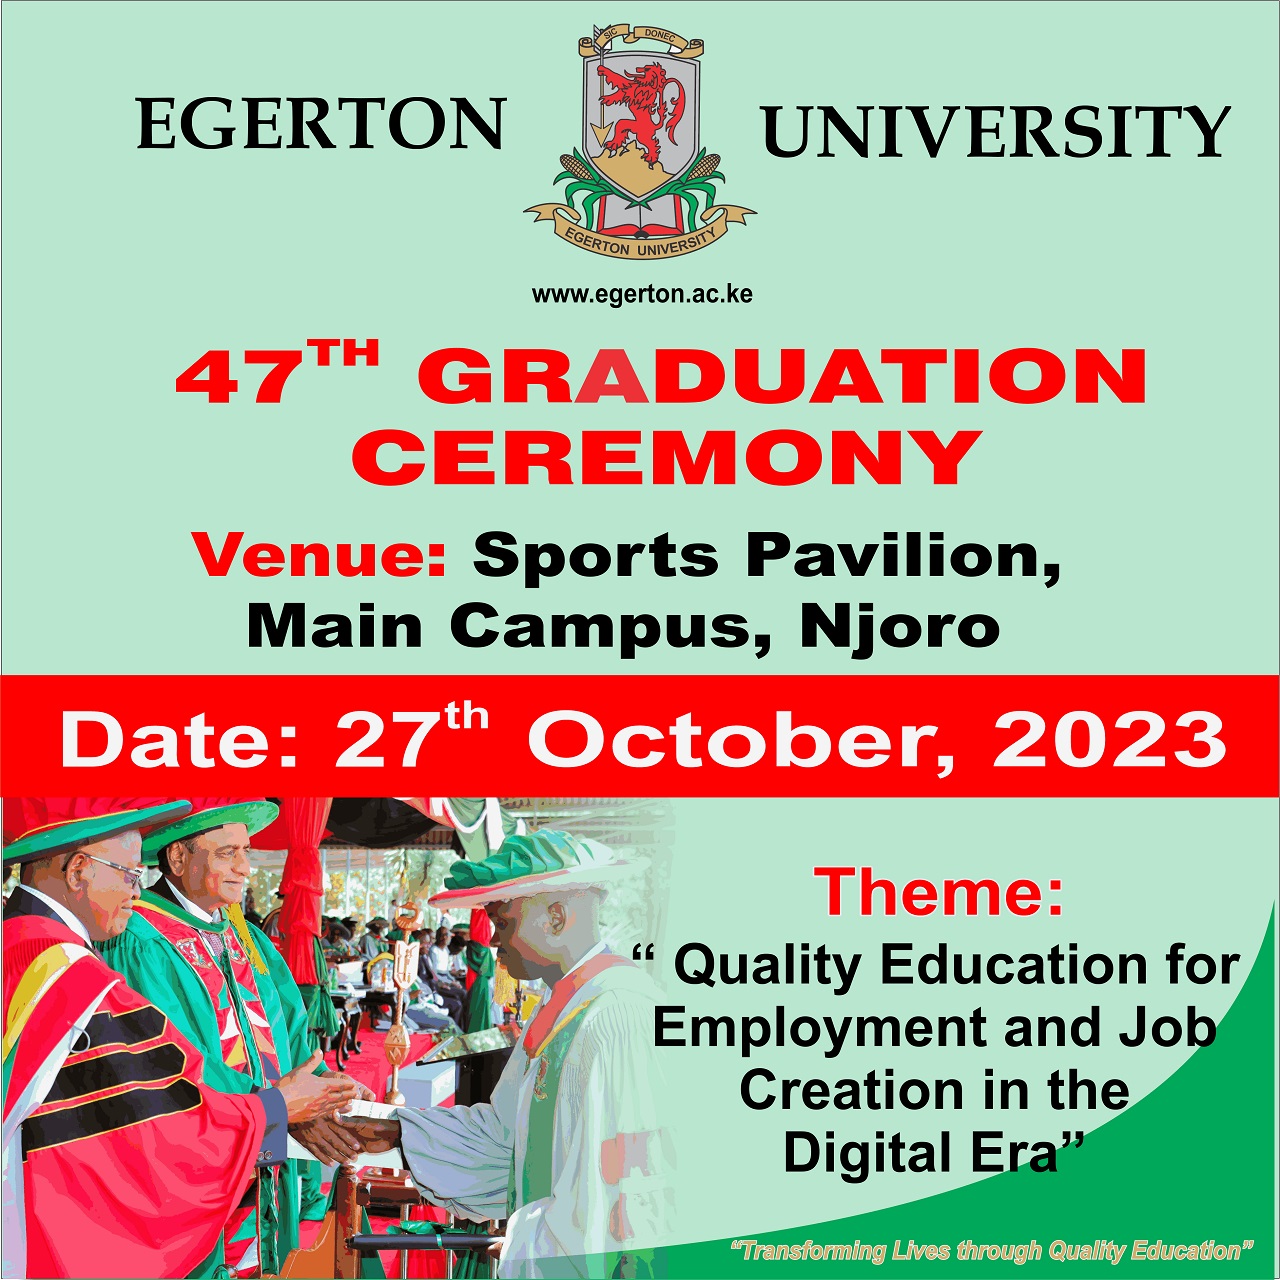 SIC DONEC
EGERTON UNIVERSITY
EGERTON UNIVERSITY
www.egerton.ac.ke
47TH GRADUATION
CEREMONY
Venue: Sports Pavilion,
Main Campus, Njoro
Date: 27th October, 2023
Theme:
“ Quality Education for
Employment and Job
Creation in the
Digital Era”
“Transforming Lives through Quality Education”